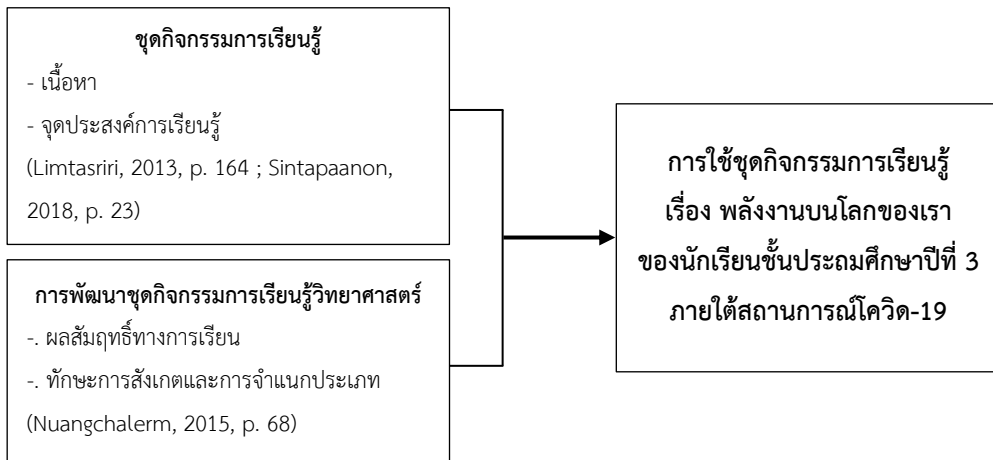 ชุดกิจกรรมการเรียนรู้
- เนื้อหา
- จุดประสงค์การเรียนรู้
(Limtasriri, 2013, p. 164 ; Sintapaanon,
2018, p. 23)
การพัฒนาชุดกิจกรรมการเรียนรู้วิทยาศาสตร์
-. ผลสัมฤทธิ์ทางการเรียน
-. ทักษะการสังเกตและการจำแนกประเภท
(Nuangchalerm, 2015, p. 68)
การใช้ชุดกิจกรรมการเรียนรู้
เรื่อง พลังงานบนโลกของเรา
ของนักเรียนชั้นประถมศึกษาปีที่ 3
ภายใต้สถานการณ์โควิด-19